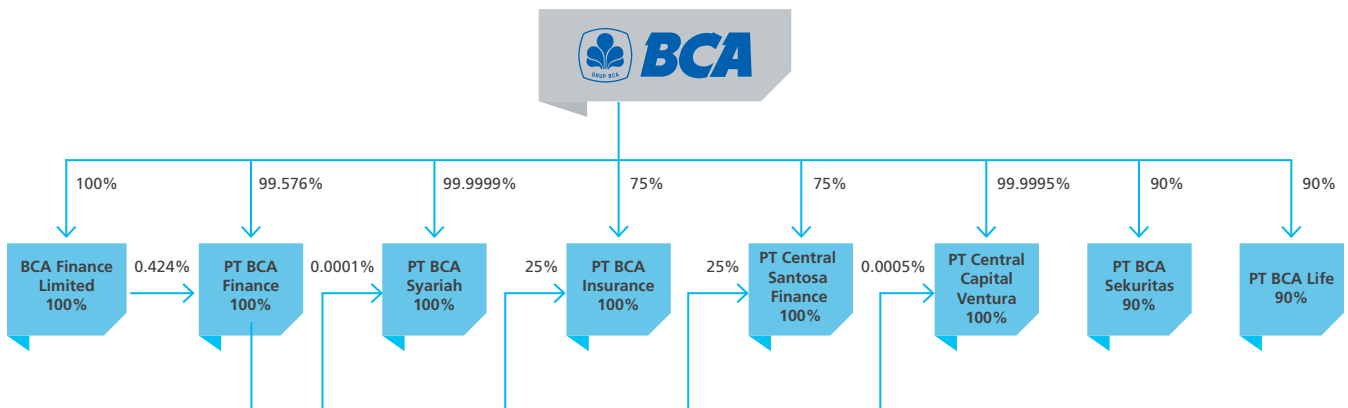 GRUP BCA
BCA
100%
99.576%
99.9999%
75%
75%
99.9995%
90%
90%
BCA Finance
Limited
100%
0.424%
PT BCA
Finance
100%
0.0001%
PT BCA
Syariah
100%
25%
PT BCA
Insurance
100%
25%
PT Central
Santosa
Finance
100%
0.0005%
PT Central
Capital
Ventura
100%
PT BCA
Sekuritas
90%
PT BCA Life
90%